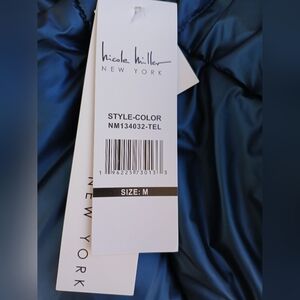 nicole miller
NEW YORK
STYLE-COLOR
NM134032-TEL
SIZE: M
NEW YORK